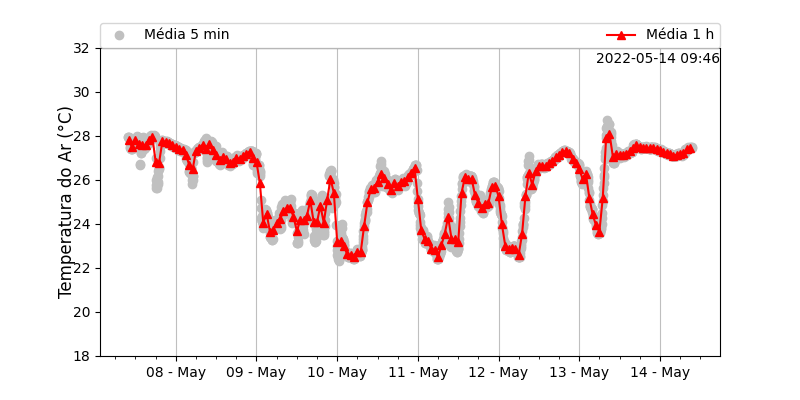 Média 5 min
Média 1 h
2022-05-14 09:46
Temperatura do Ar (°C)
32
30
28
26
24
22
20
18
08 - May
09 - May
10 - May
11 - May
12 - May
13 - May
14 - May